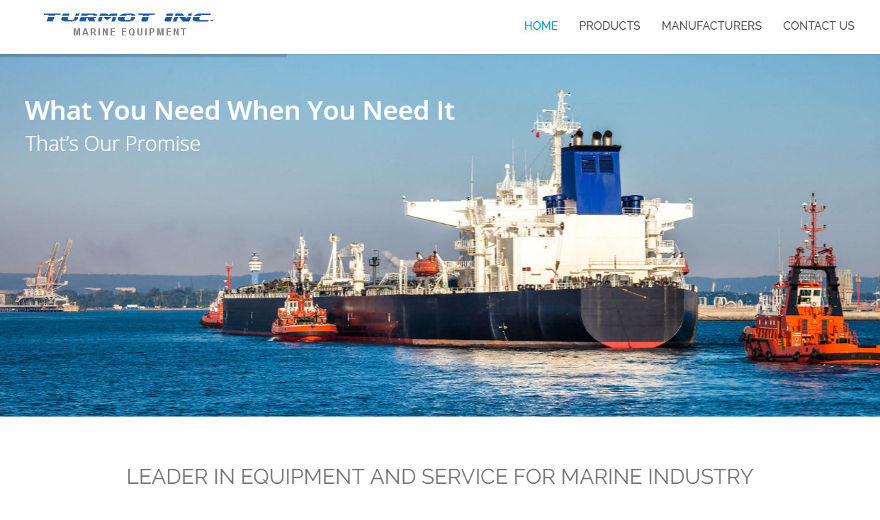 TURMOT INC.
MARINE EQUIPMENT
HOME
PRODUCTS
MANUFACTURERS
CONTACT US
What You Need When You Need It
That's Our Promise
LEADER IN EQUIPMENT AND SERVICE FOR MARINE INDUSTRY